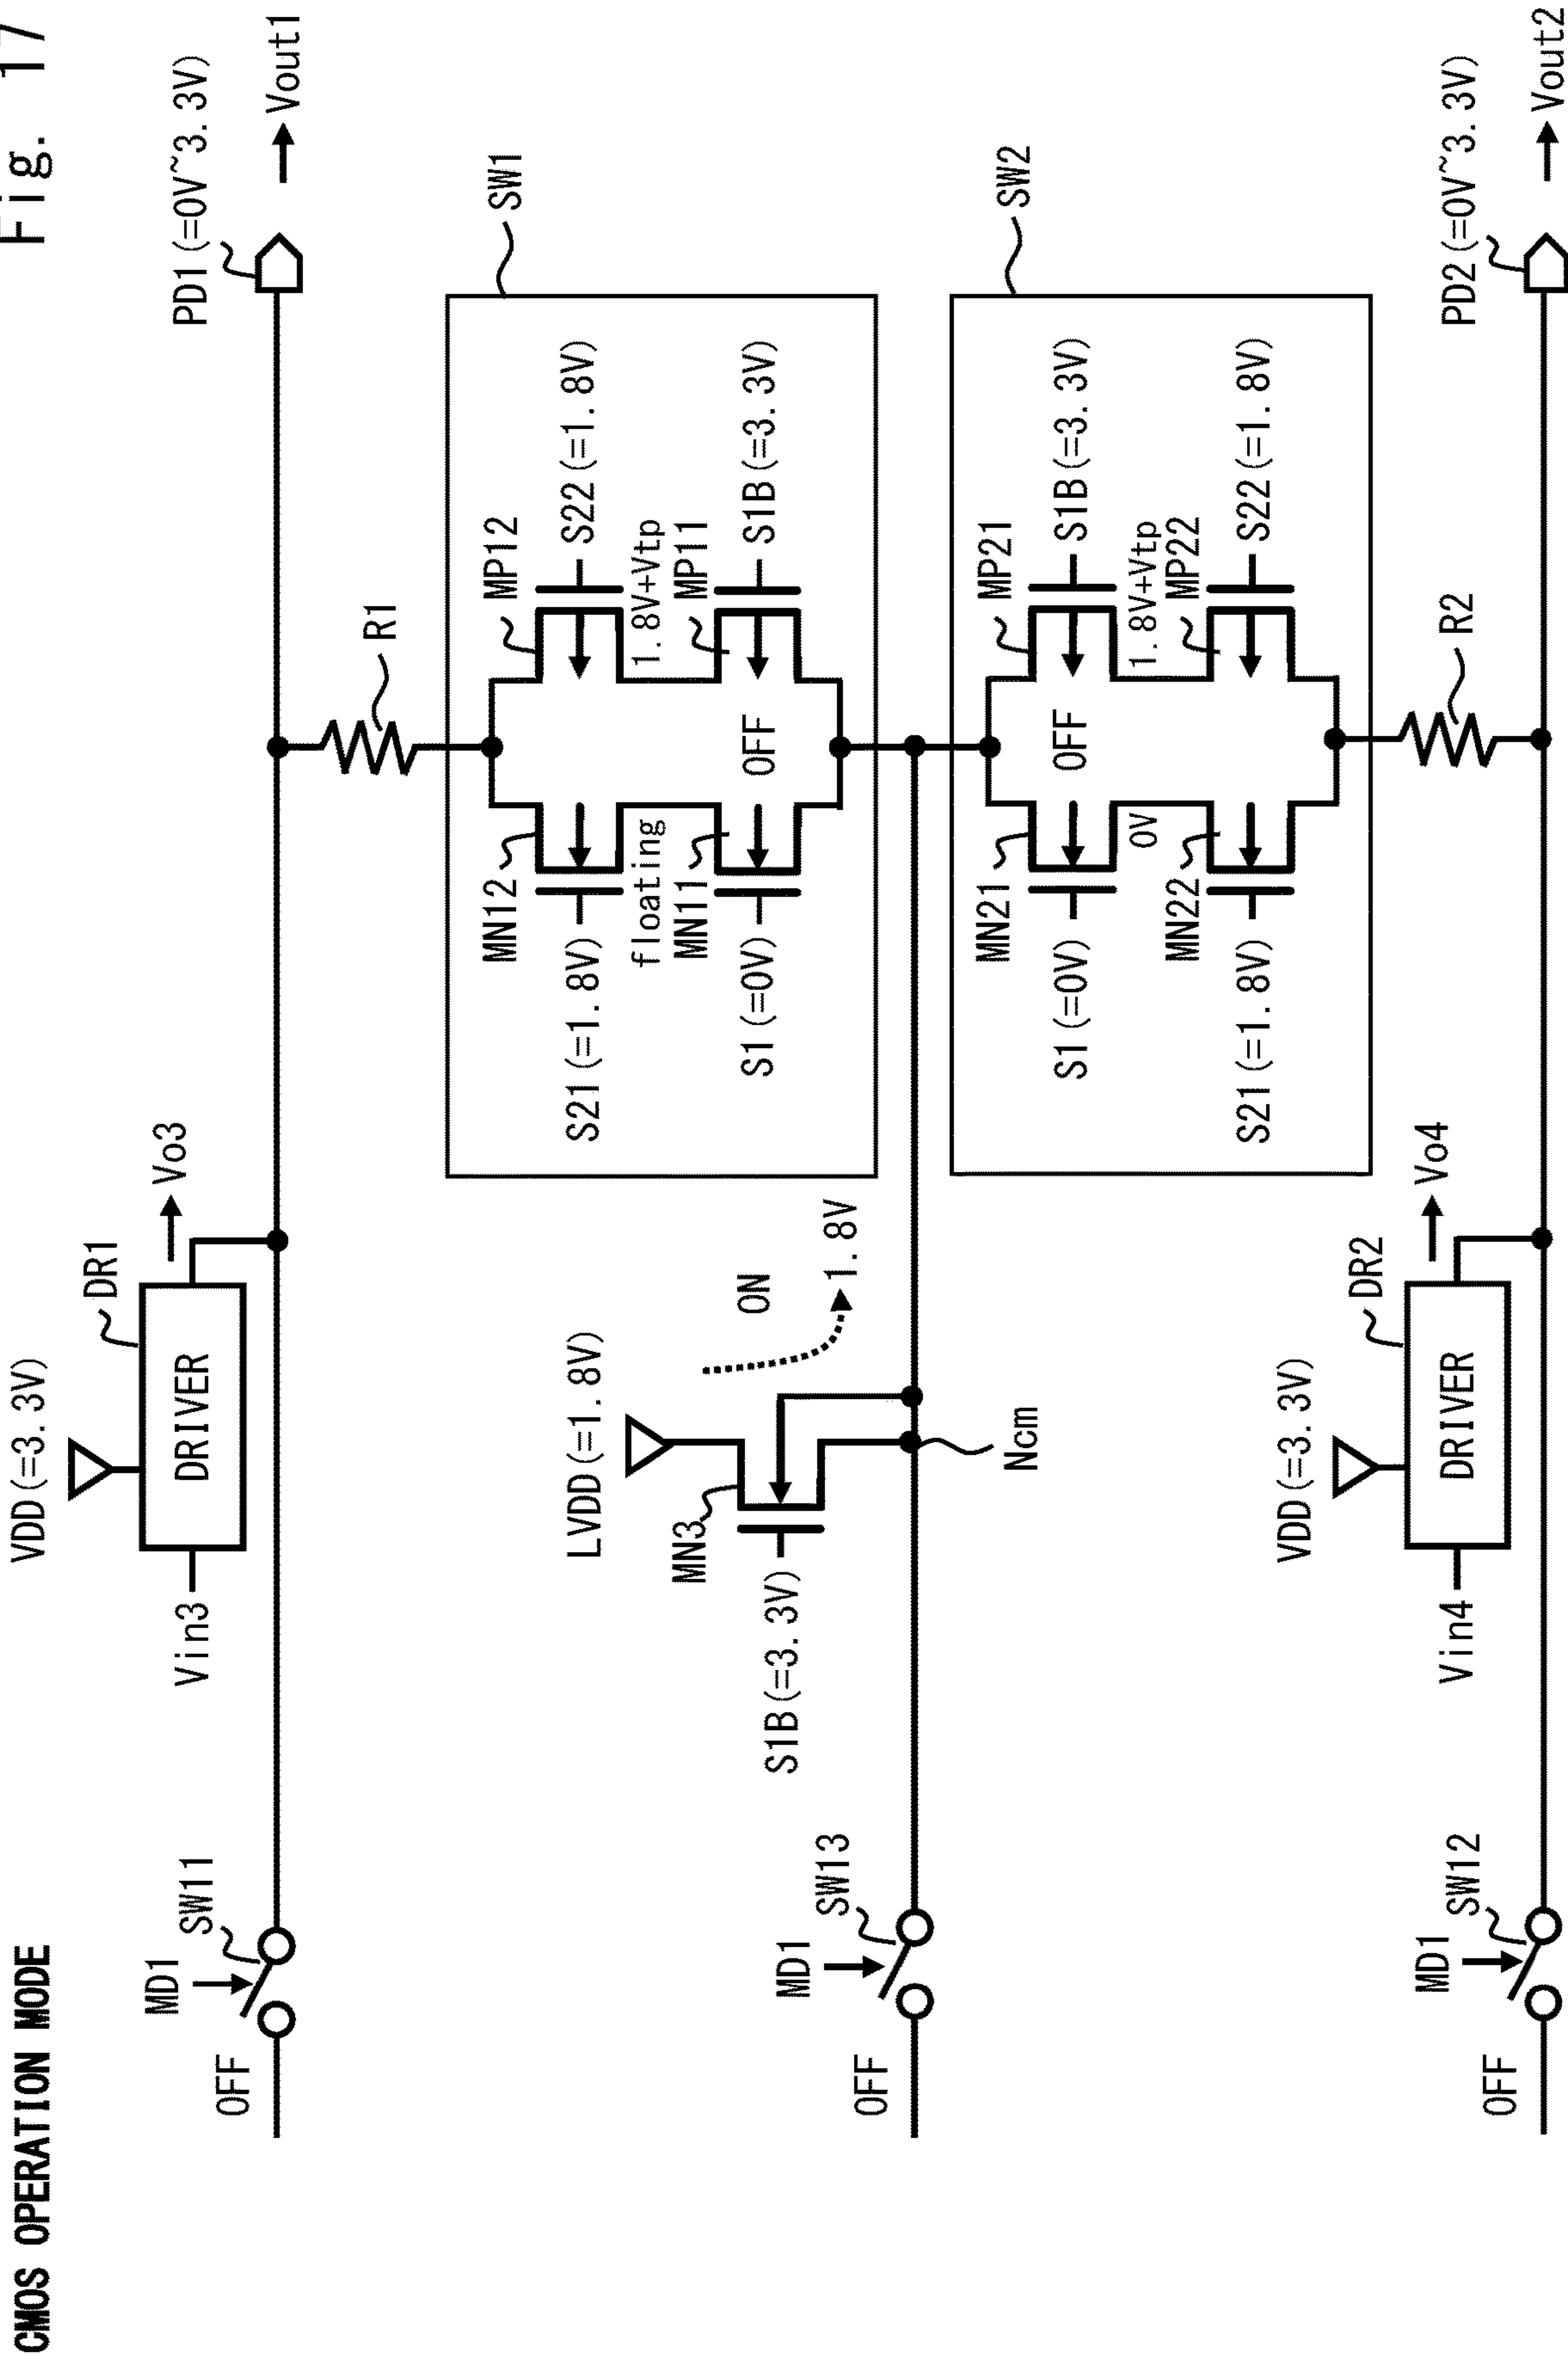 Fig. 17
CMOS OPERATION MODE
VDD(=3.3V)
DR1
Vin3
DRIVER
Vo3
PD1(=0V~3.3V)
MD1
SW11
OFF
Vout1
R1
SW1
MN12
MP12
S21(=1.8V)
S22(=1.8V)
floating
1.8V+Vtp
MN11
MP11
S1(=0V)
OFF
S1B(=3.3V)
LVDD(=1.8V)
MN3
ON
S1B(=3.3V)
1.8V
MD1
SW13
OFF
Ncm
SW2
MN21
MP21
S1(=0V)
OFF
S1B(=3.3V)
0V
1.8V+Vtp
MN22
MP22
S21(=1.8V)
S22(=1.8V)
VDD(=3.3V)
DR2
R2
Vin4
DRIVER
Vo4
PD2(=0V~3.3V)
MD1
SW12
OFF
Vout2